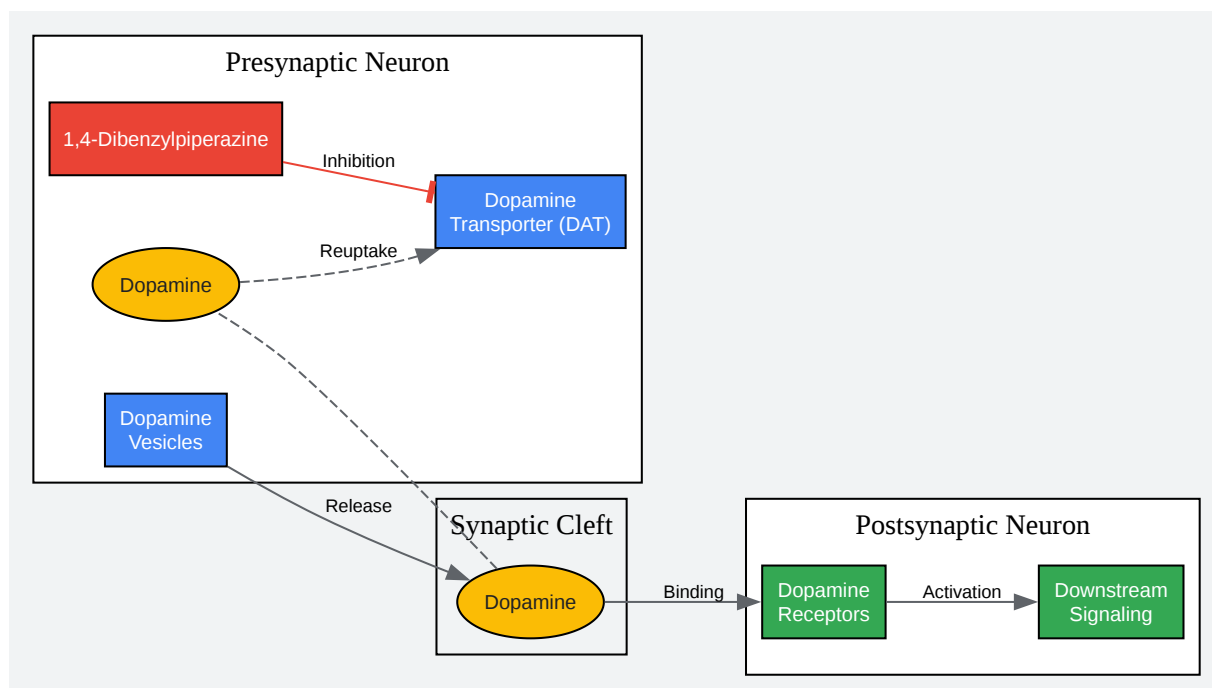 Presynaptic Neuron
1,4-Dibenzylpiperazine
Inhibition
Dopamine
Transporter (DAT)
Reuptake
Dopamine
Dopamine
Vesicles
Release
Synaptic Cleft
Dopamine
Binding
Postsynaptic Neuron
Dopamine
Receptors
Activation
Downstream
Signaling